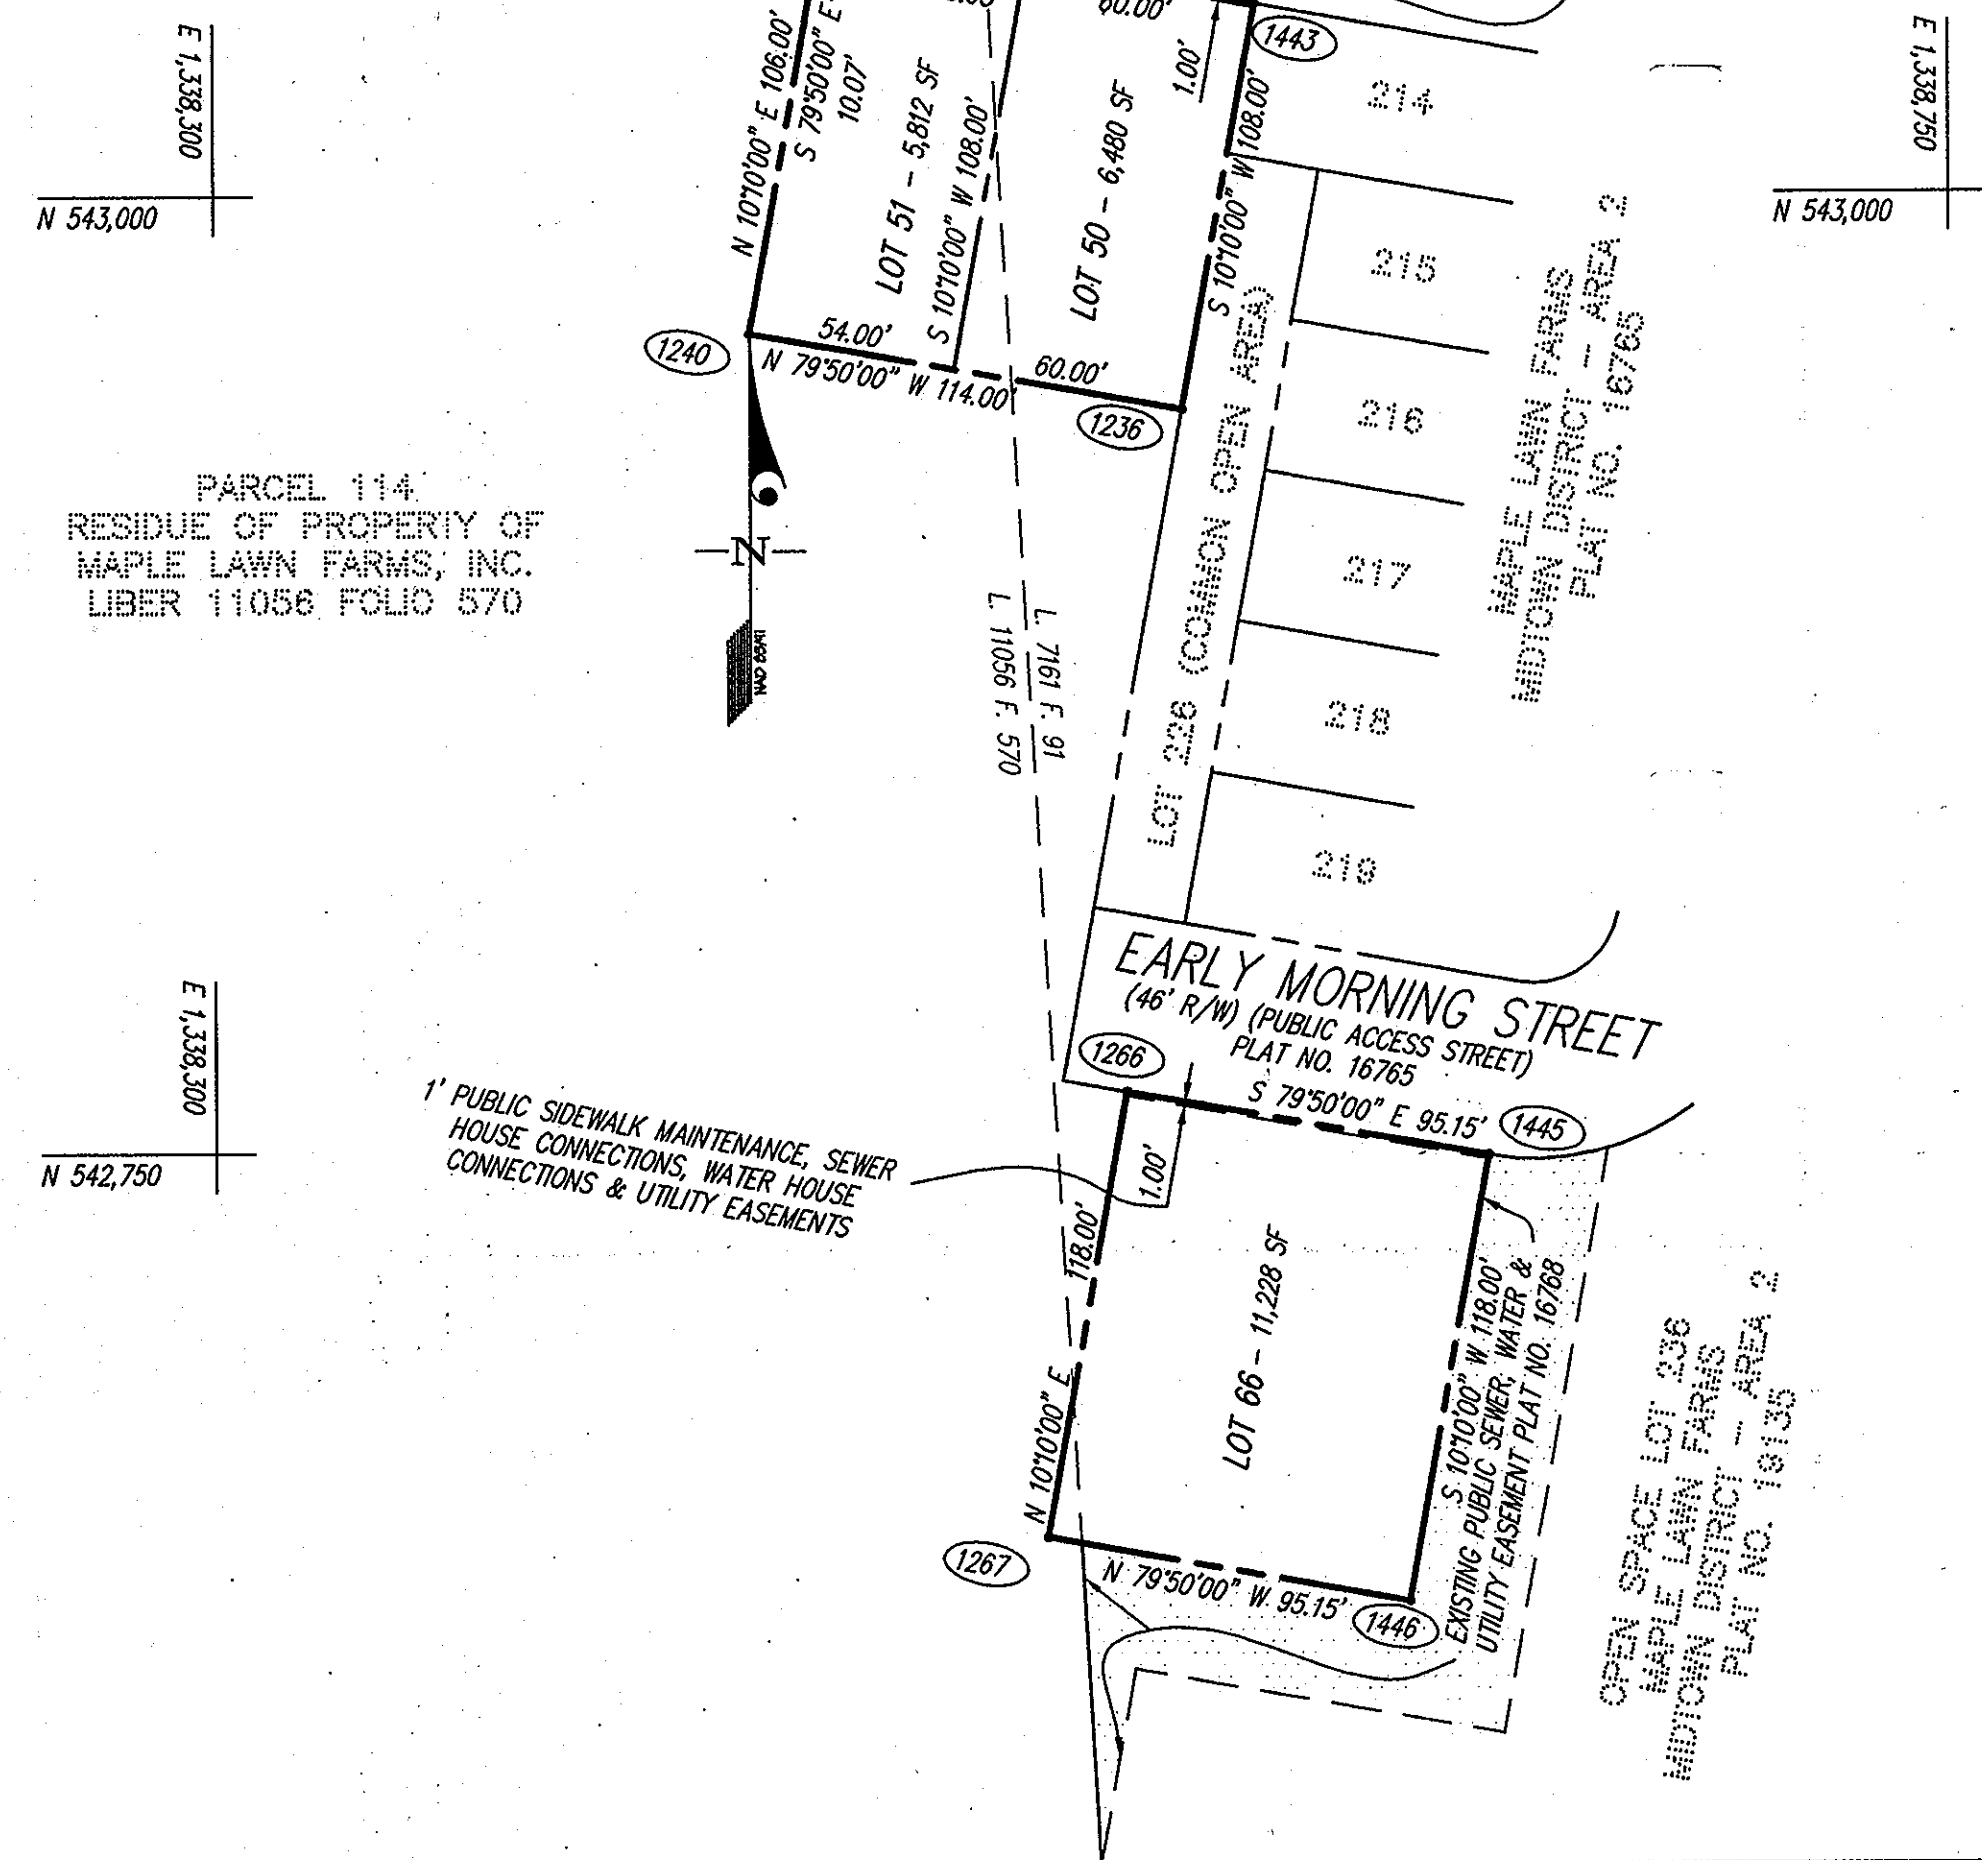 E 1,338,300
N 543,000
E 1,338,750
N 543,000
N 10°10'00" E 106.00'
S 79°50'00" E
10.07'
LOT 51 - 5,812 SF
S 10°10'00" W 108.00'
60.00'
LOT 50 - 6,480 SF
1.00'
1443
S 10°10'00" W 108.00'
214
215
216
217
218
219
MAPLE LAWN FARMS
MIDTOWN DISTRICT - AREA 2
PLAT NO. 16765
1240
54.00'
N 79°50'00" W 114.00'
60.00'
1236
LOT 226 (COMMON OPEN AREA)
PARCEL 114
RESIDUE OF PROPERTY OF
MAPLE LAWN FARMS, INC.
LIBER 11056 FOLIO 570
N
L. 7161 F. 91
L. 11056 F. 570
EARLY MORNING STREET
(46' R/W) (PUBLIC ACCESS STREET)
PLAT NO. 16765
1266
S 79°50'00" E 95.15'
1445
E 1,338,300
N 542,750
1' PUBLIC SIDEWALK MAINTENANCE, SEWER
HOUSE CONNECTIONS, WATER HOUSE
CONNECTIONS & UTILITY EASEMENTS
1.00'
N 10°10'00" E 118.00'
LOT 66 - 11,228 SF
S 10°10'00" W 118.00'
EXISTING PUBLIC SEWER, WATER &
UTILITY EASEMENT PLAT NO. 16768
1267
N 79°50'00" W 95.15'
1446
OPEN SPACE LOT 336
MAPLE LAWN FARMS
MIDTOWN DISTRICT - AREA 2
PLAT NO. 18135